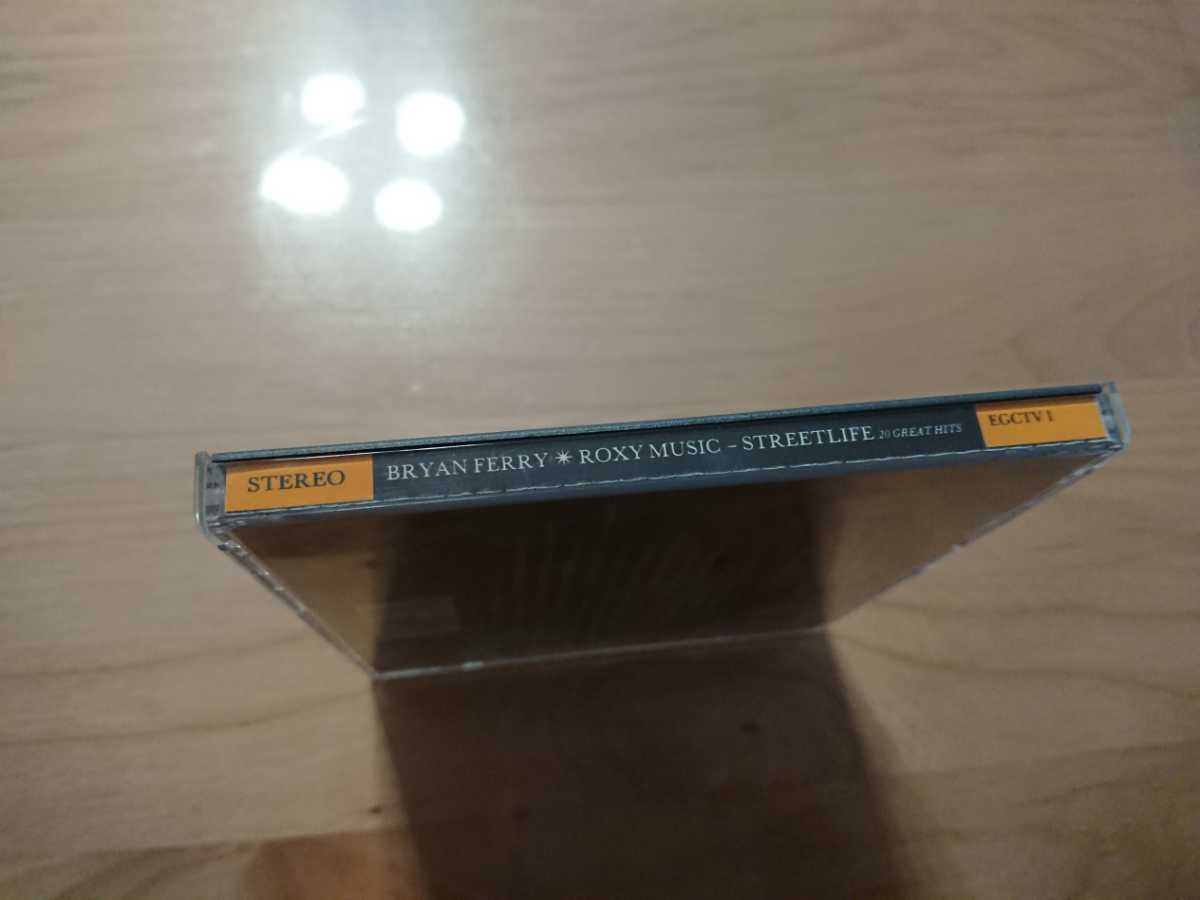 STEREO BRYAN FERRY ✷ ROXY MUSIC – STREETLIFE 20 GREAT HITS EGCTV 1